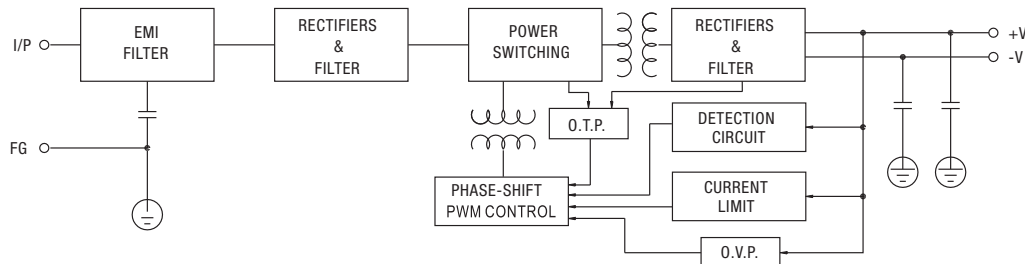 I/P
EMI
FILTER
RECTIFIERS
&
FILTER
POWER
SWITCHING
RECTIFIERS
&
FILTER
+V
-V
O.T.P.
DETECTION
CIRCUIT
FG
PHASE-SHIFT
PWM CONTROL
CURRENT
LIMIT
O.V.P.